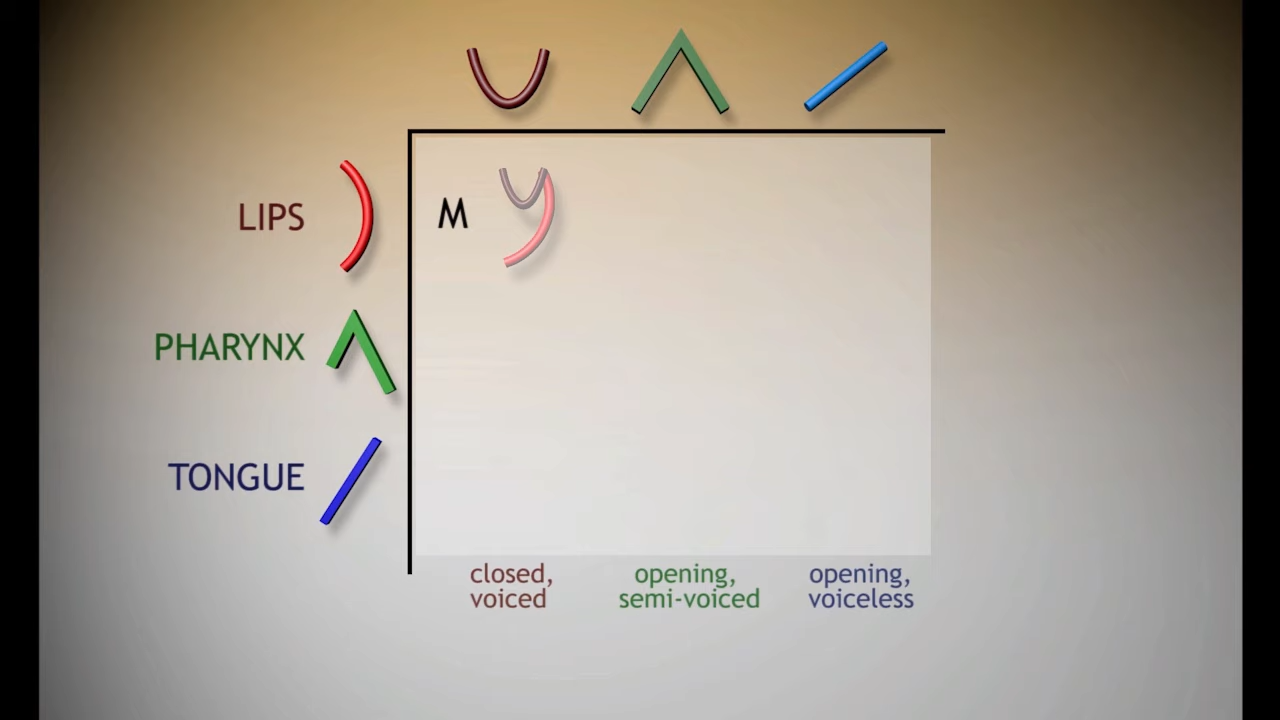 LIPS
M
PHARYNX
TONGUE
closed,
voiced
opening,
semi-voiced
opening,
voiceless